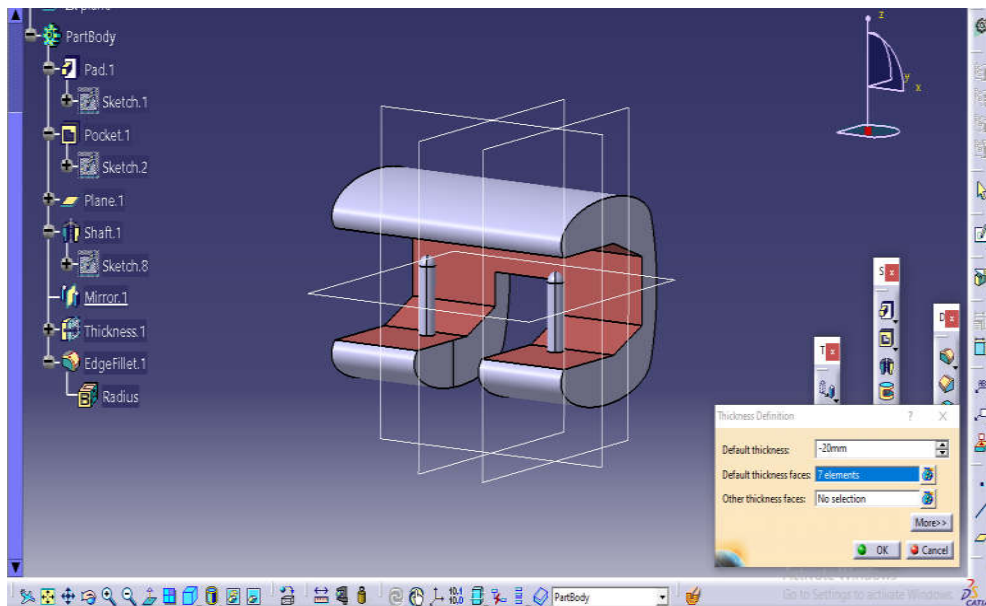 PartBody
Pad.1
Sketch.1
Pocket.1
Sketch.2
Plane.1
Shaft.1
Sketch.8
Mirror.1
Thickness.1
EdgeFillet.1
Radius
z
y
x
S x
D x
T x
Thickness Definition ? X
Default thickness: -20mm
Default thickness faces: 7 elements
Other thickness faces: No selection
More>>
OK Cancel
Go to Settings to activate Windows.
PartBody
CATIA